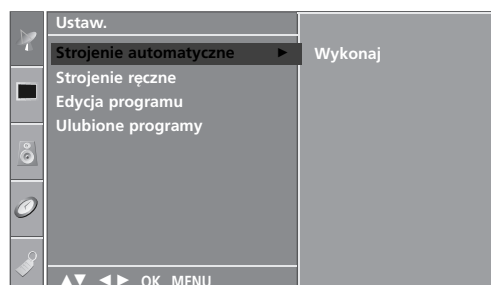 Ustaw.
Strojenie automatyczne ► Wykonaj
Strojenie ręczne
Edycja programu
Ulubione programy
▲▼ ◄► OK MENU